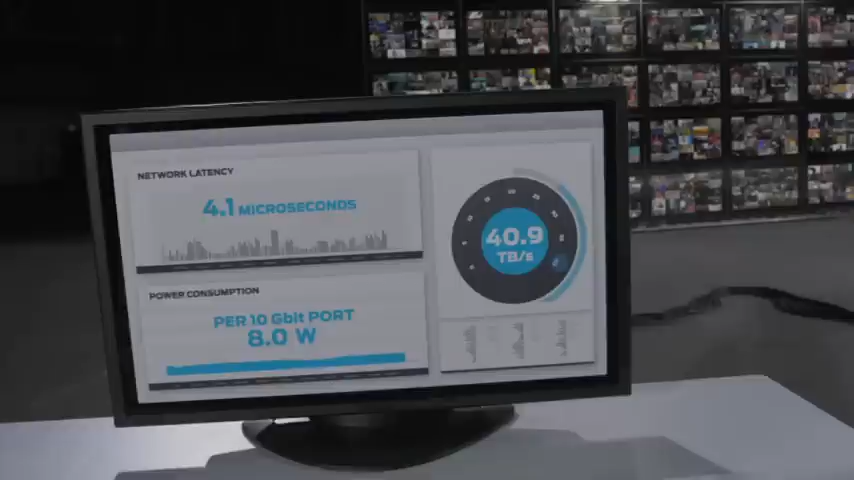 NETWORK LATENCY
4.1 MICROSECONDS
POWER CONSUMPTION
PER 10 Gbit PORT
8.0 W
40.9
TB/s